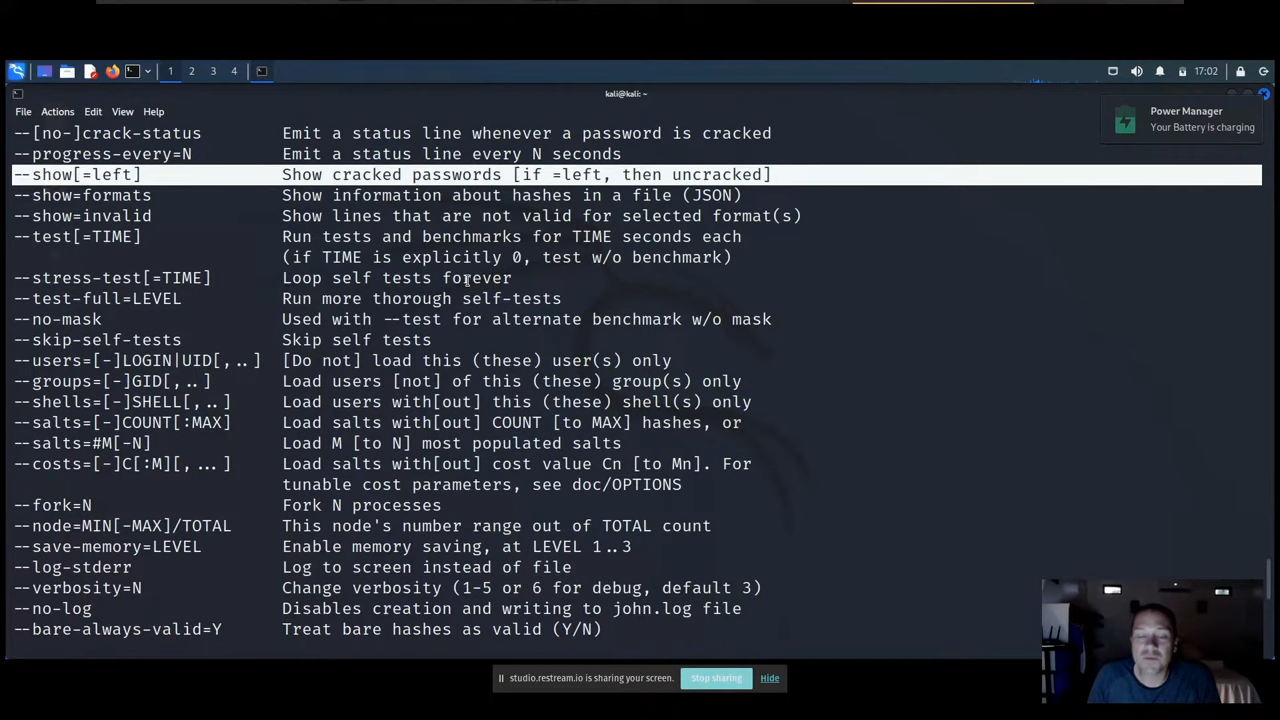 1 2 3 4
17:02
kali@kali: ~
File Actions Edit View Help
Power Manager
Your Battery is charging
--[no-]crack-status Emit a status line whenever a password is cracked
--progress-every=N Emit a status line every N seconds
--show[=left] Show cracked passwords [if =left, then uncracked]
--show=formats Show information about hashes in a file (JSON)
--show=invalid Show lines that are not valid for selected format(s)
--test[=TIME] Run tests and benchmarks for TIME seconds each
(if TIME is explicitly 0, test w/o benchmark)
--stress-test[=TIME] Loop self tests forever
--test-full=LEVEL Run more thorough self-tests
--no-mask Used with --test for alternate benchmark w/o mask
--skip-self-tests Skip self tests
--users=[-]LOGIN|UID[,..] [Do not] load this (these) user(s) only
--groups=[-]GID[,..] Load users [not] of this (these) group(s) only
--shells=[-]SHELL[,..] Load users with[out] this (these) shell(s) only
--salts=[-]COUNT[:MAX] Load salts with[out] COUNT [to MAX] hashes, or
--salts=#M[-N] Load M [to N] most populated salts
--costs=[-]C[:M][,...] Load salts with[out] cost value Cn [to Mn]. For
tunable cost parameters, see doc/OPTIONS
--fork=N Fork N processes
--node=MIN[-MAX]/TOTAL This node's number range out of TOTAL count
--save-memory=LEVEL Enable memory saving, at LEVEL 1..3
--log-stderr Log to screen instead of file
--verbosity=N Change verbosity (1-5 or 6 for debug, default 3)
--no-log Disables creation and writing to john.log file
--bare-always-valid=Y Treat bare hashes as valid (Y/N)
studio.restream.io is sharing your screen. Stop sharing Hide